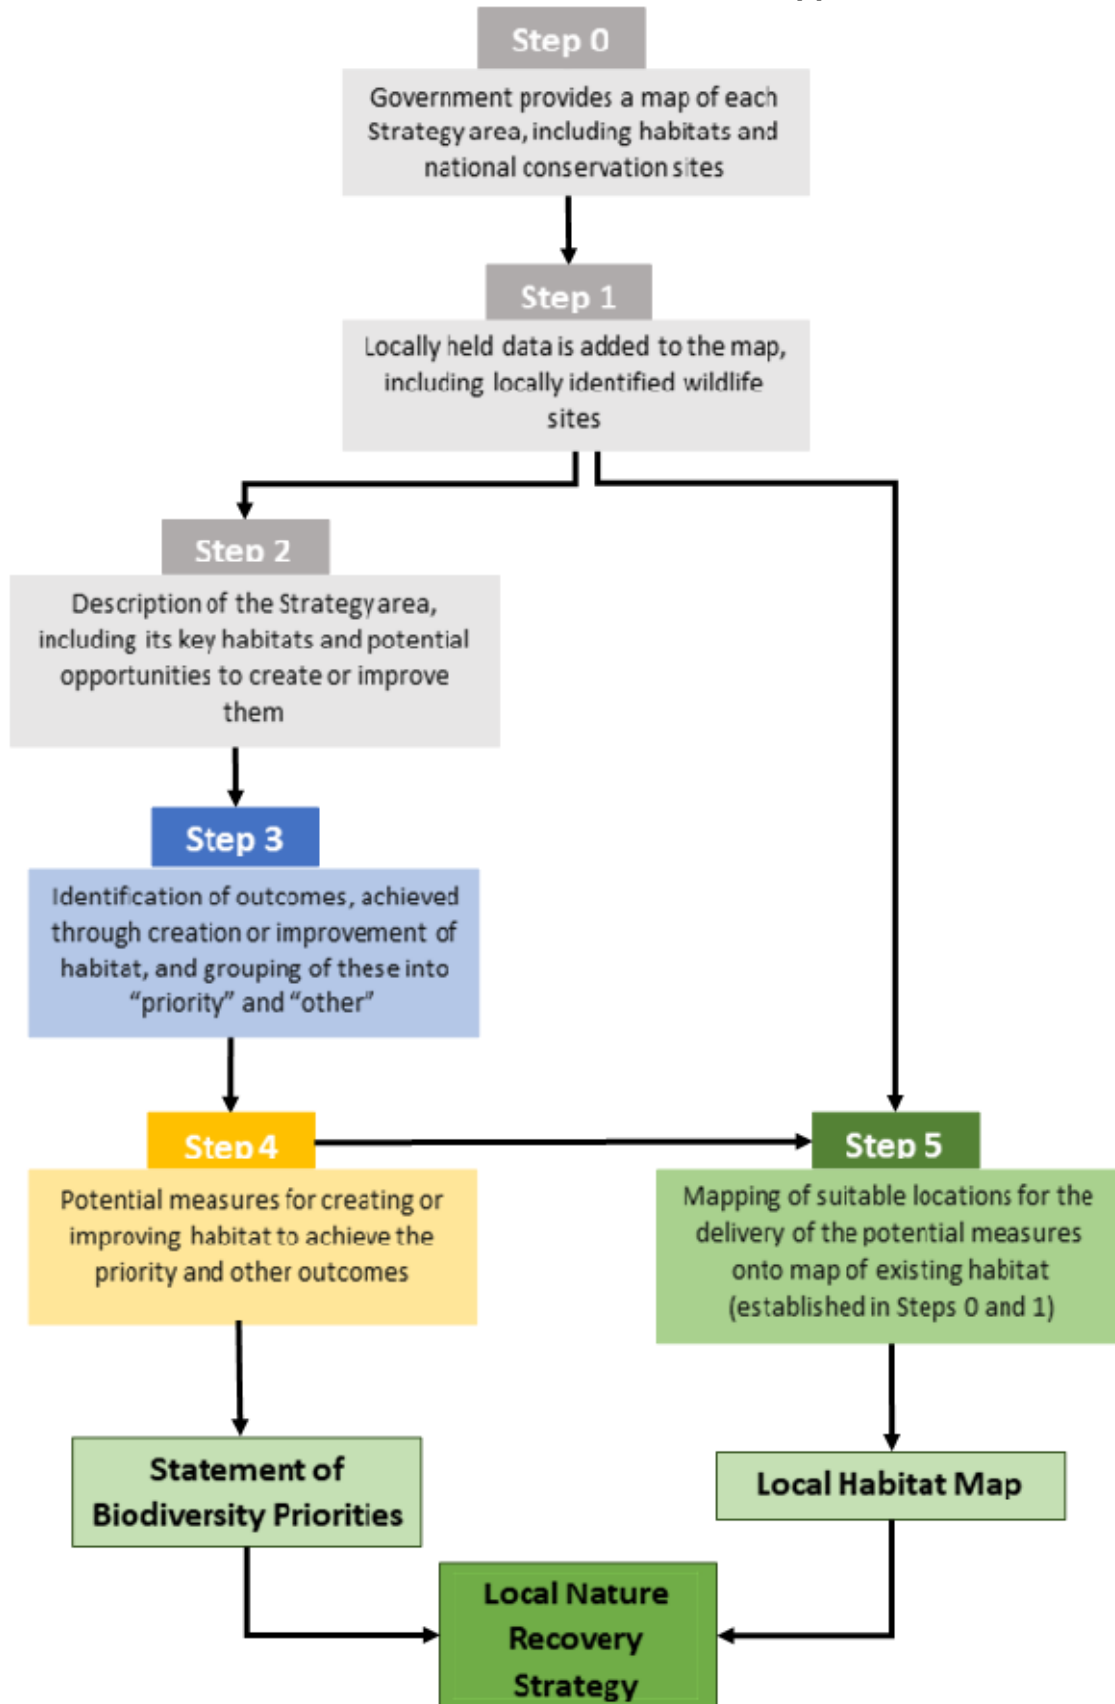 Step 0
Government provides a map of each
Strategy area, including habitats and
national conservation sites
Step 1
Locally held data is added to the map,
including locally identified wildlife
sites
Step 2
Description of the Strategy area,
including its key habitats and potential
opportunities to create or improve
them
Step 3
Identification of outcomes, achieved
through creation or improvement of
habitat, and grouping of these into
“priority” and “other”
Step 4
Potential measures for creating or
improving habitat to achieve the
priority and other outcomes
Step 5
Mapping of suitable locations for the
delivery of the potential measures
onto map of existing habitat
(established in Steps 0 and 1)
Statement of
Biodiversity Priorities
Local Habitat Map
Local Nature
Recovery
Strategy